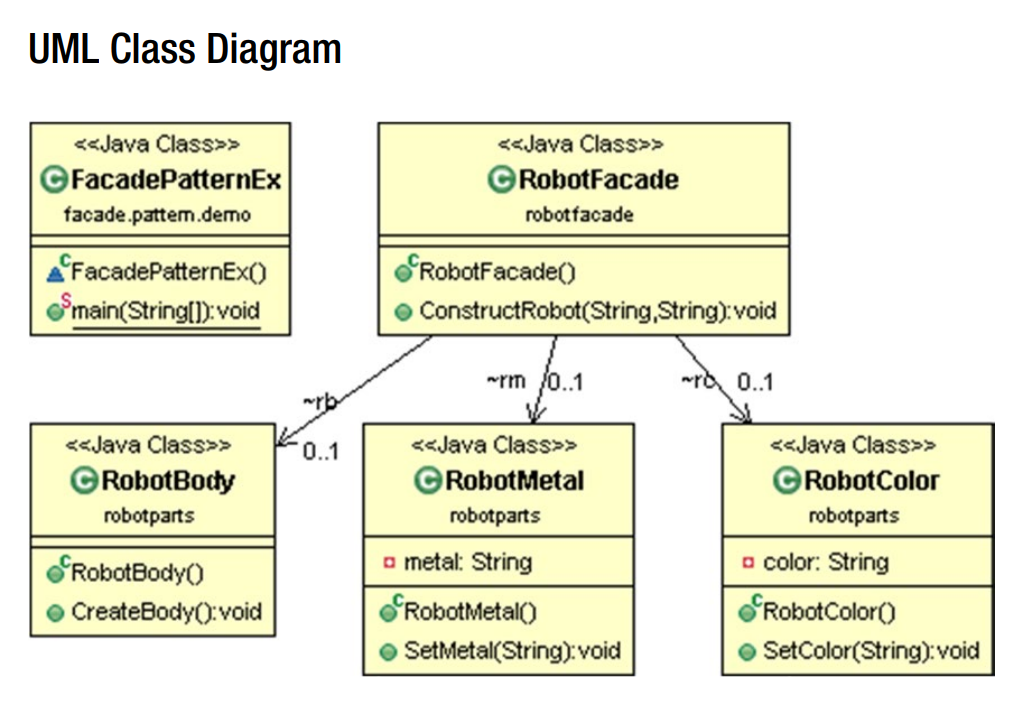 UML Class Diagram
<<Java Class>>
FacadePatternEx
facade.pattern.demo
FacadePatternEx()
main(String[]):void
<<Java Class>>
RobotFacade
robotfacade
RobotFacade()
ConstructRobot(String,String):void
~rb
0..1
~rm
0..1
~rc
0..1
<<Java Class>>
RobotBody
robotparts
RobotBody()
CreateBody():void
<<Java Class>>
RobotMetal
robotparts
metal: String
RobotMetal()
SetMetal(String):void
<<Java Class>>
RobotColor
robotparts
color: String
RobotColor()
SetColor(String):void